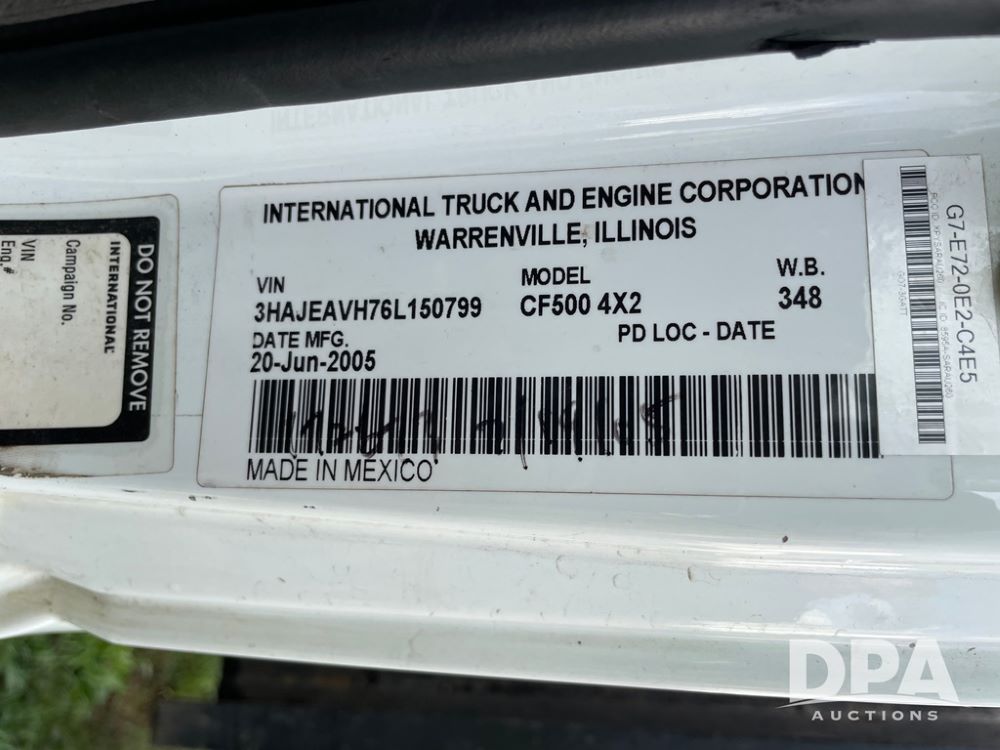 INTERNATIONAL TRUCK AND ENGINE CORPORATION
WARRENVILLE, ILLINOIS
VIN
3HAJEAVH76L150799
MODEL
CF500 4X2
W.B.
348
DATE MFG.
20-Jun-2005
PD LOC - DATE
MADE IN MEXICO
DO NOT REMOVE
INTERNATIONAL
Campaign No.
VIN
Eng.#
G7-E72-0E2-C4E5
GO7-3GATT
DPA
AUCTIONS